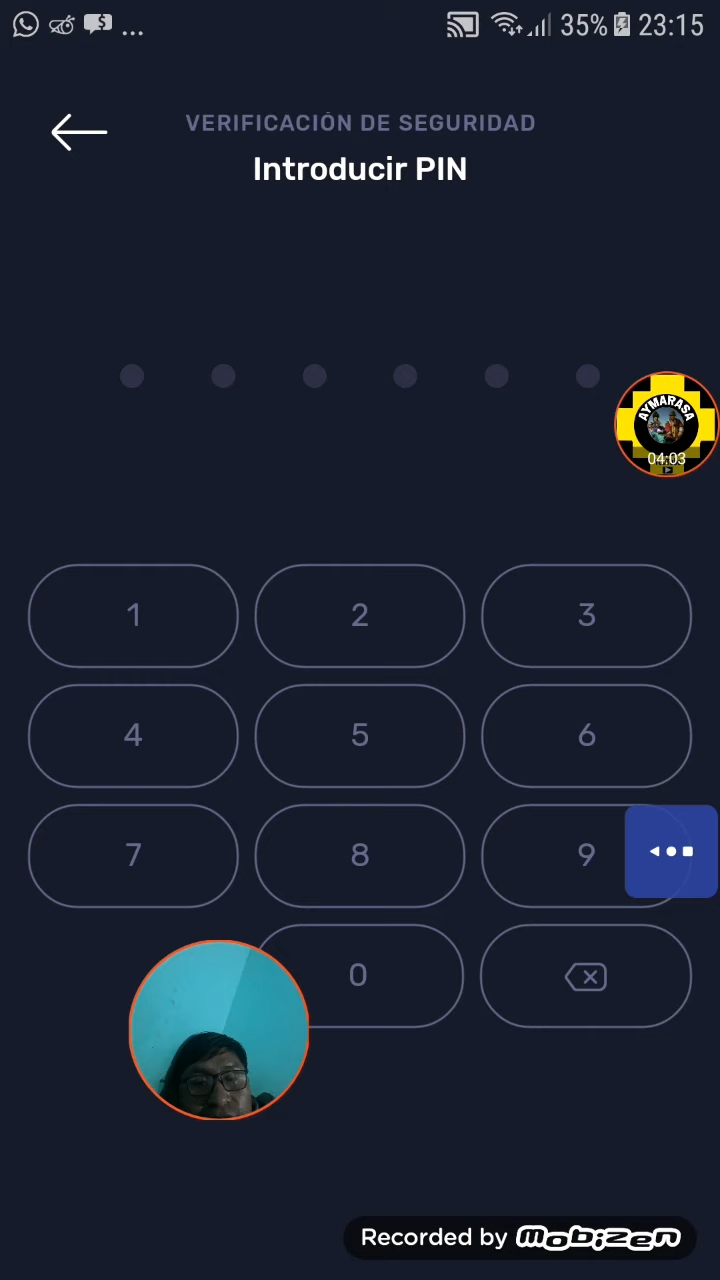 ... 35% 23:15
VERIFICACIÓN DE SEGURIDAD
Introducir PIN
AYMARASA
04:03
1 2 3
4 5 6
7 8 9
0
Recorded by mobizen